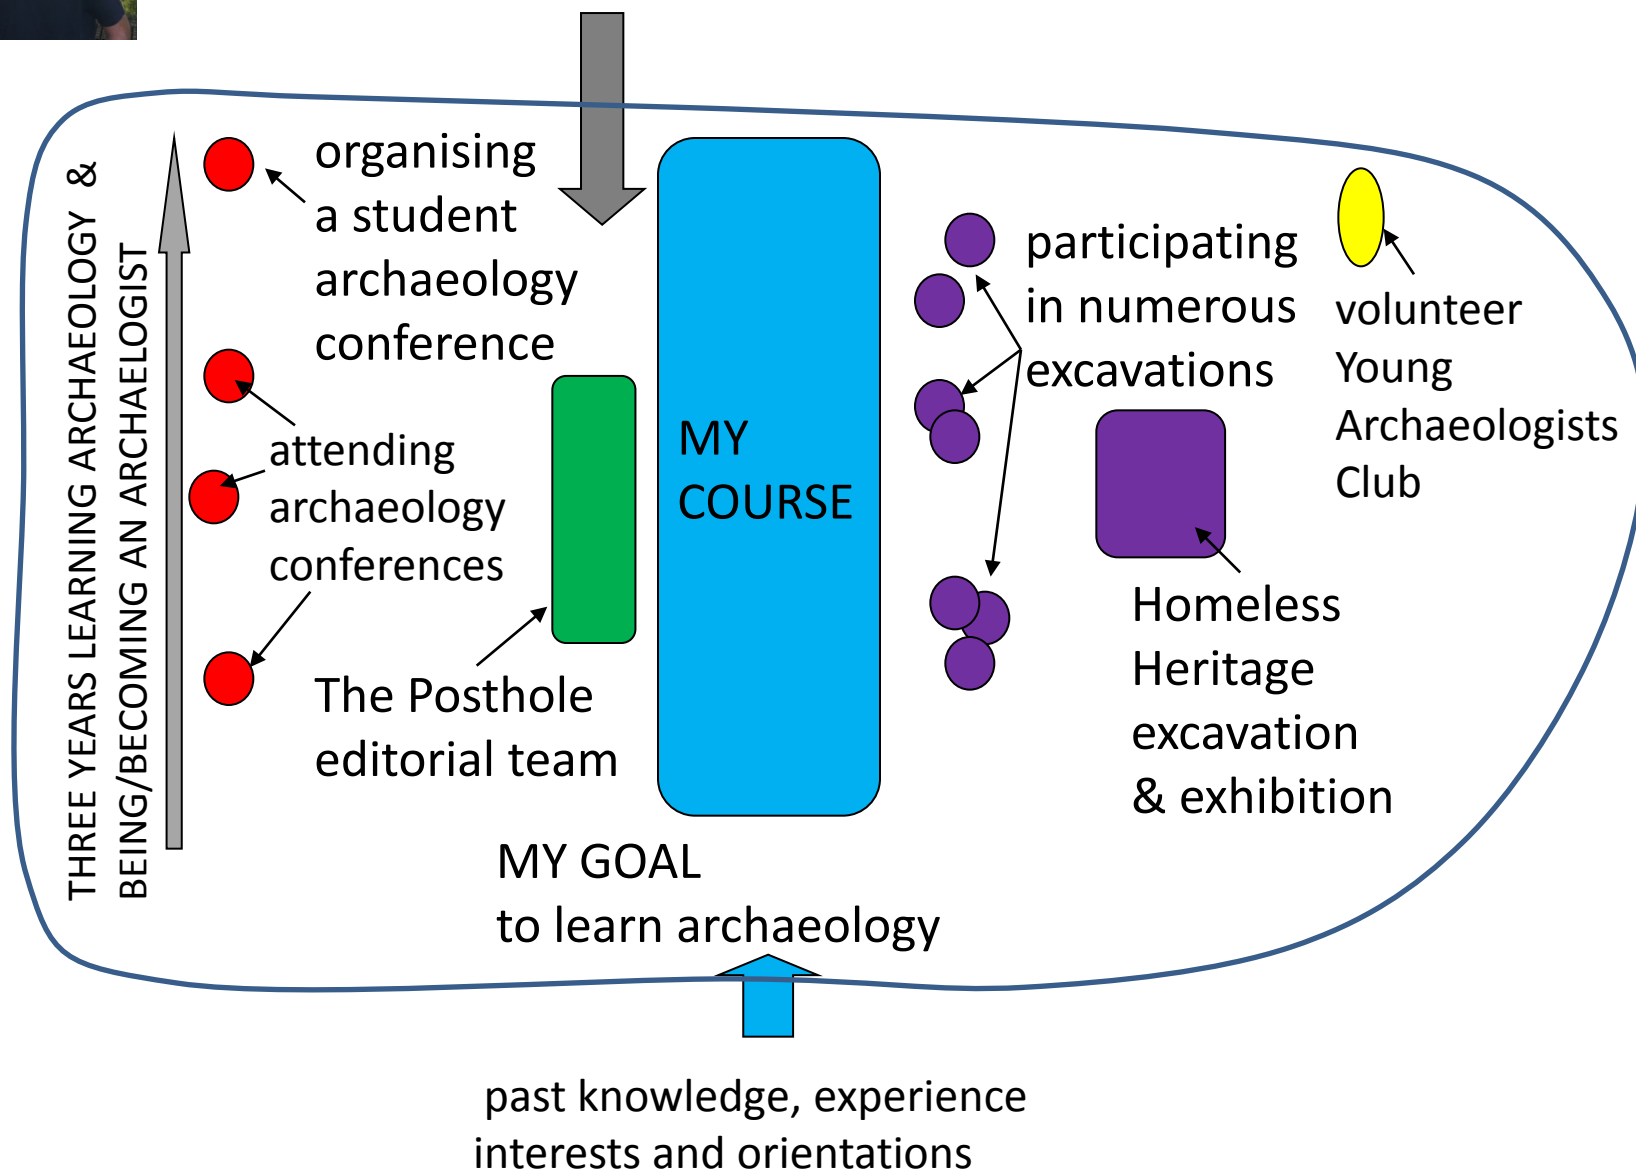 THREE YEARS LEARNING ARCHAEOLOGY &
BEING/BECOMING AN ARCHAELOGIST
organising
a student
archaeology
conference
attending
archaeology
conferences
The Posthole
editorial team
MY
COURSE
participating
in numerous
excavations
volunteer
Young
Archaeologists
Club
Homeless
Heritage
excavation
& exhibition
MY GOAL
to learn archaeology
past knowledge, experience
interests and orientations